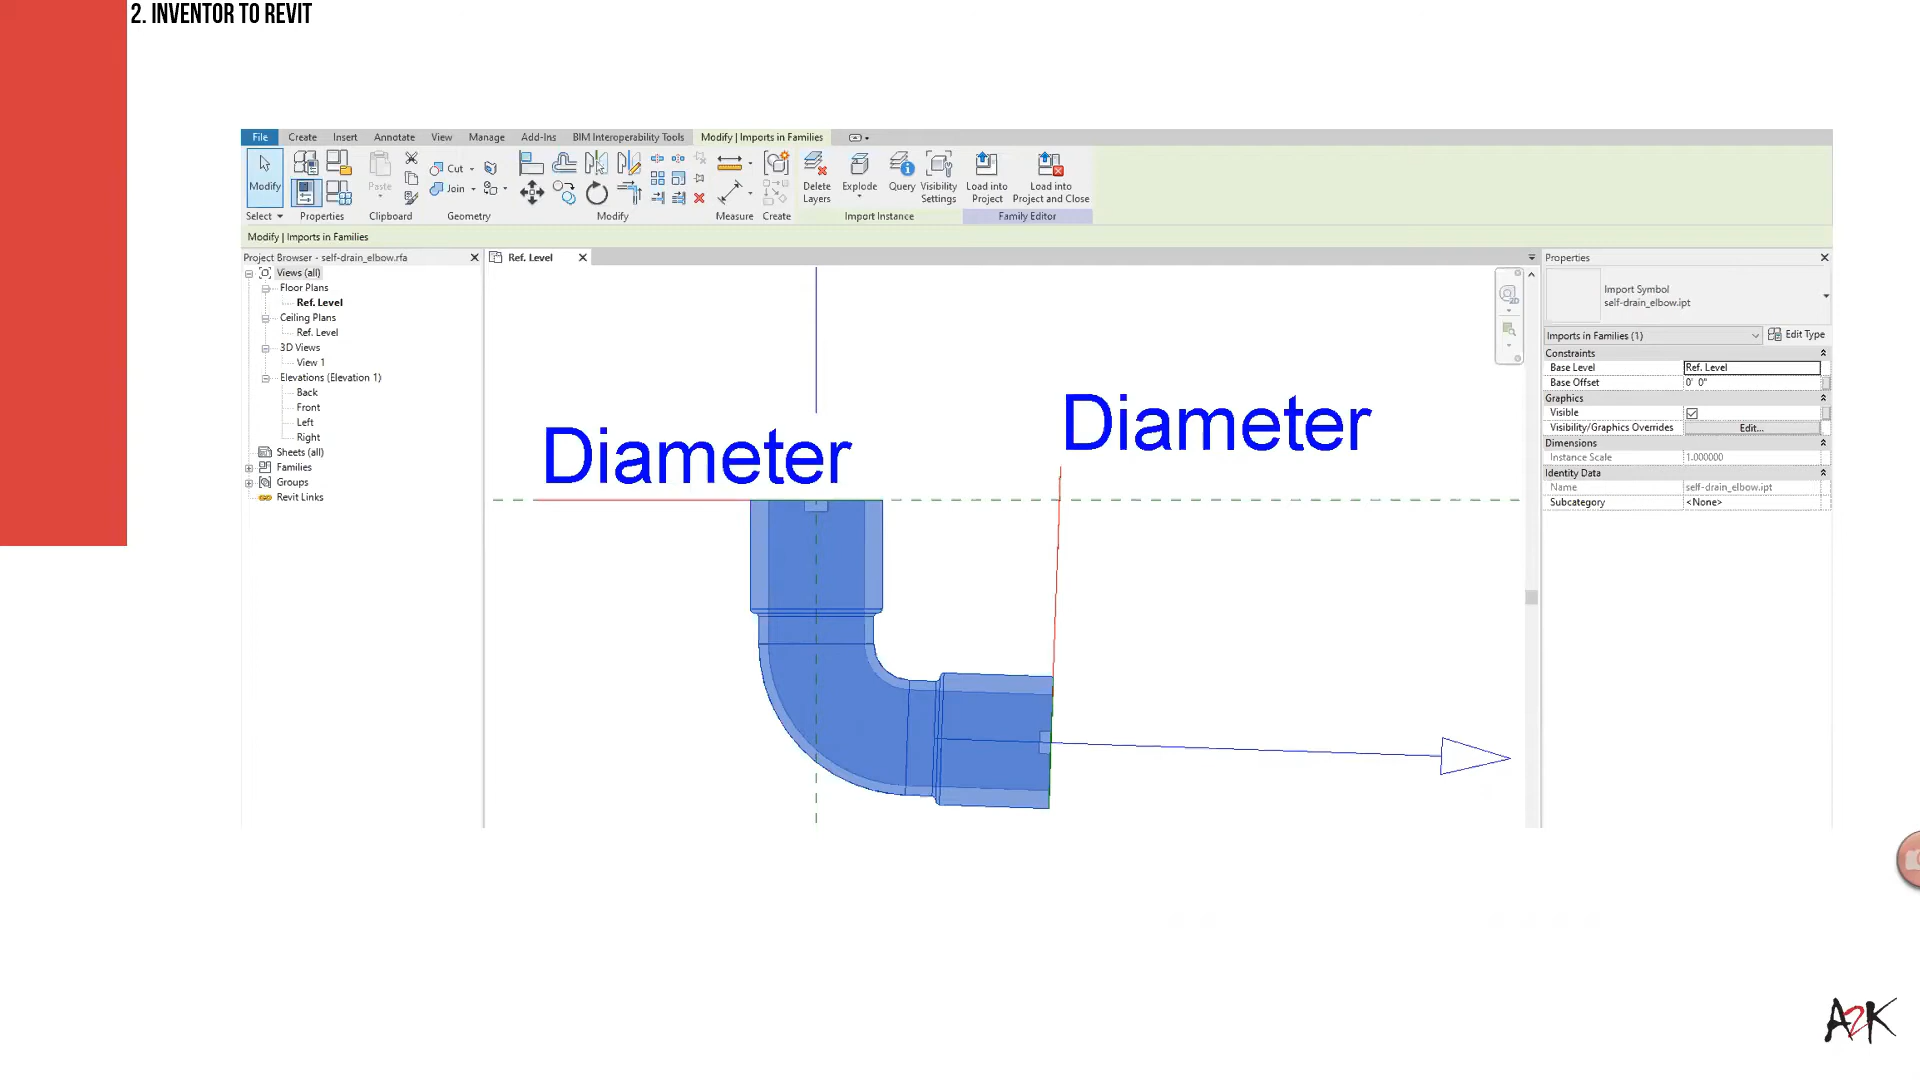 2. INVENTOR TO REVIT
File Create Insert Annotate View Manage Add-Ins BIM Interoperability Tools Modify | Imports in Families
Modify Paste Cut Join Delete Layers Explode Query Visibility Settings Load into Project Load into Project and Close
Select Properties Clipboard Geometry Modify Measure Create Import Instance Family Editor
Modify | Imports in Families
Project Browser - self-drain_elbow.rfa
Views (all)
Floor Plans
Ref. Level
Ceiling Plans
Ref. Level
3D Views
View 1
Elevations (Elevation 1)
Back
Front
Left
Right
Sheets (all)
Families
Groups
Revit Links
Ref. Level
2D
Diameter
Diameter
Properties
Import Symbol
self-drain_elbow.ipt
Imports in Families (1) Edit Type
Constraints
Base Level Ref. Level
Base Offset 0' 0"
Graphics
Visible
Visibility/Graphics Overrides Edit...
Dimensions
Instance Scale 1.000000
Identity Data
Name self-drain_elbow.ipt
Subcategory <None>
A2K